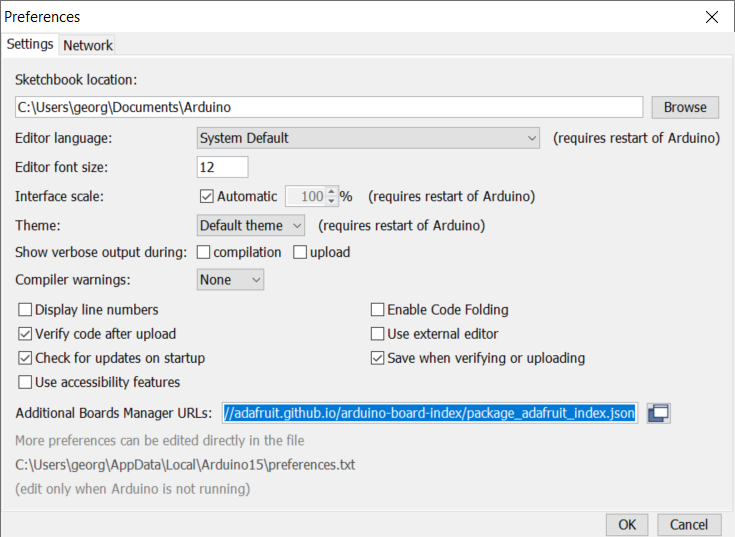 Preferences
Settings Network
Sketchbook location:
C:\Users\georg\Documents\Arduino Browse
Editor language: System Default (requires restart of Arduino)
Editor font size: 12
Interface scale: Automatic 100 % (requires restart of Arduino)
Theme: Default theme (requires restart of Arduino)
Show verbose output during: compilation upload
Compiler warnings: None
Display line numbers Enable Code Folding
Verify code after upload Use external editor
Check for updates on startup Save when verifying or uploading
Use accessibility features
Additional Boards Manager URLs: //adafruit.github.io/arduino-board-index/package_adafruit_index.json
More preferences can be edited directly in the file
C:\Users\georg\AppData\Local\Arduino15\preferences.txt
(edit only when Arduino is not running)
OK Cancel